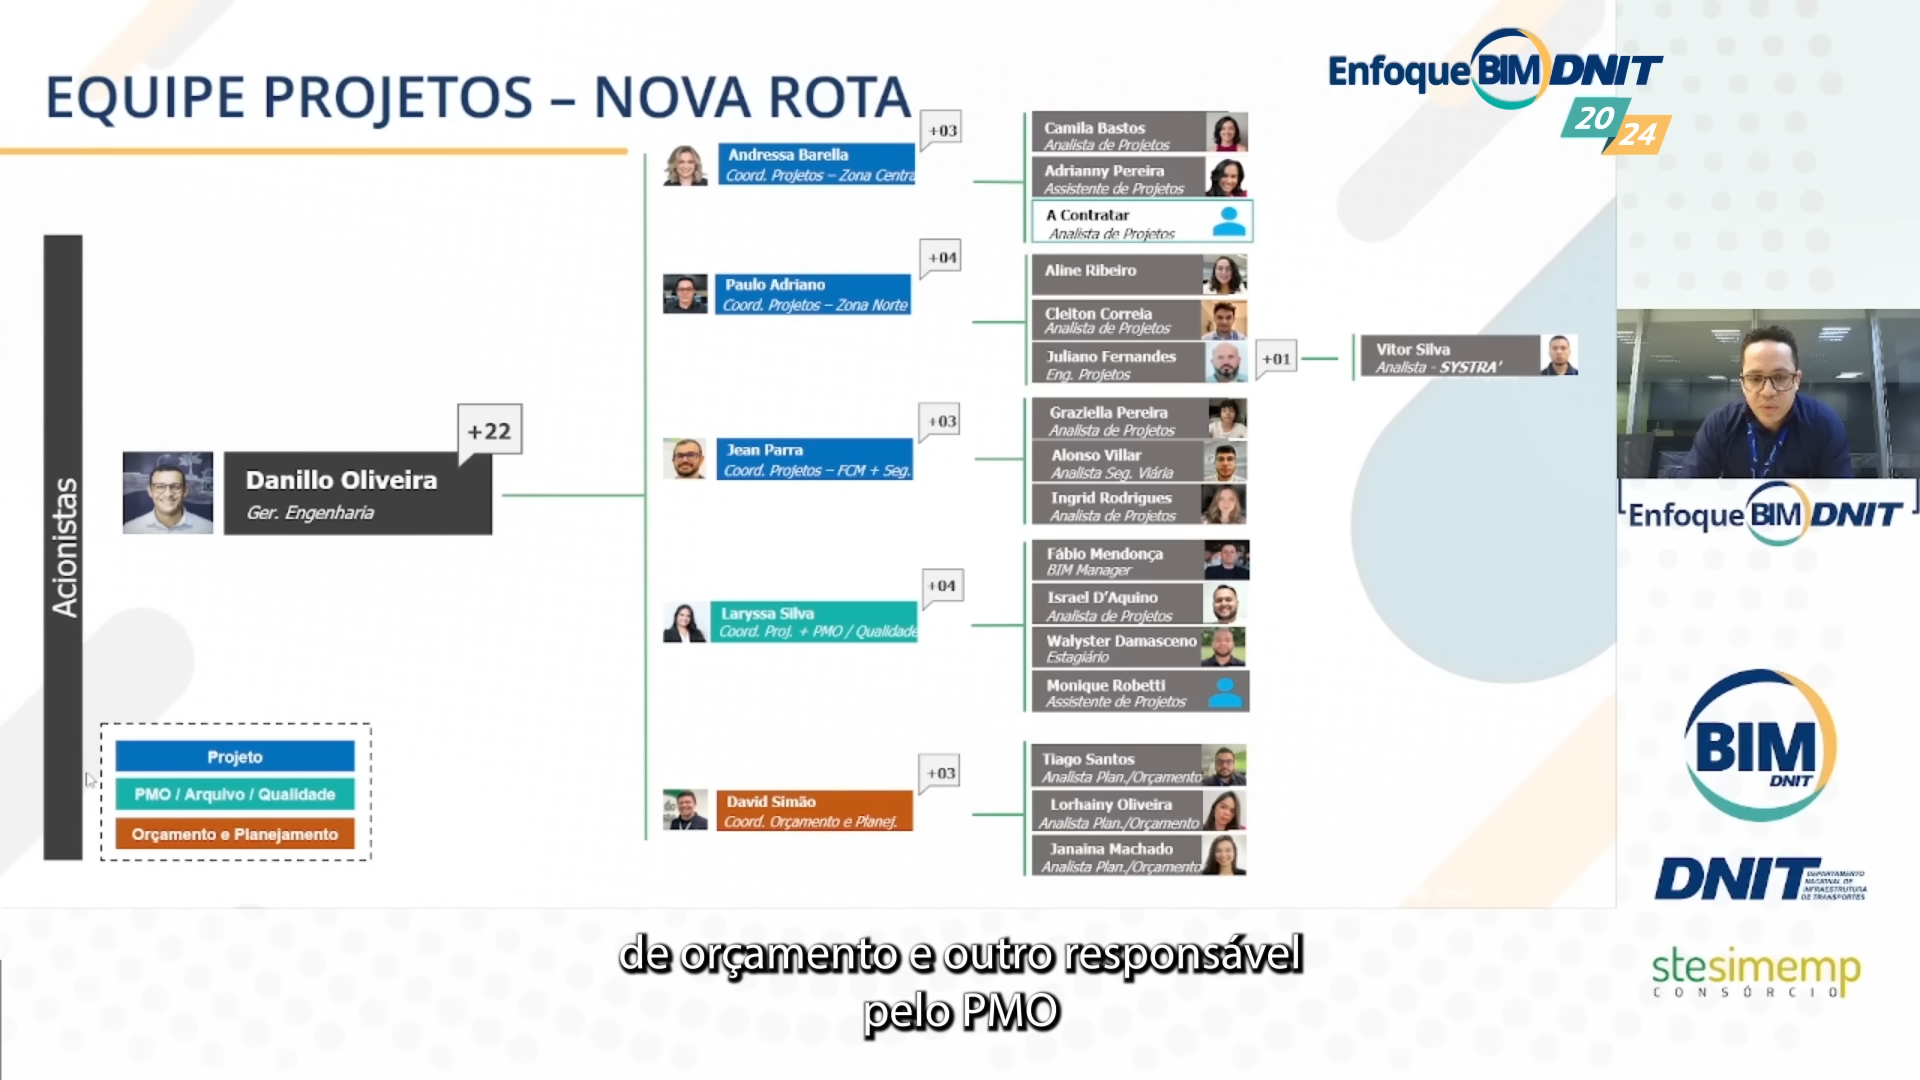 EQUIPE PROJETOS – NOVA ROTA
Enfoque BIM DNIT
20
24
Acionistas
Danillo Oliveira
Ger. Engenharia
+22
Andressa Barella
Coord. Projetos – Zona Centra
+03
Camila Bastos
Analista de Projetos
Adrianny Pereira
Assistente de Projetos
A Contratar
Analista de Projetos
Paulo Adriano
Coord. Projetos – Zona Norte
+04
Aline Ribeiro
Cleiton Correia
Analista de Projetos
Juliano Fernandes
Eng. Projetos
+01
Vitor Silva
Analista - SYSTRA'
Jean Parra
Coord. Projetos – FCM + Seg.
+03
Graziella Pereira
Analista de Projetos
Alonso Villar
Analista Seg. Viária
Ingrid Rodrigues
Analista de Projetos
Laryssa Silva
Coord. Proj. + PMO / Qualidade
+04
Fábio Mendonça
BIM Manager
Israel D'Aquino
Analista de Projetos
Walyster Damasceno
Estagiário
Monique Robetti
Assistente de Projetos
David Simão
Coord. Orçamento e Planej.
+03
Tiago Santos
Analista Plan./Orçamento
Lorhainy Oliveira
Analista Plan./Orçamento
Janaina Machado
Analista Plan./Orçamento
Projeto
PMO / Arquivo / Qualidade
Orçamento e Planejamento
Enfoque BIM DNIT
BIM
DNIT
DNIT
DEPARTAMENTO
NACIONAL DE
INFRAESTRUTURA
DE TRANSPORTES
stesimemp
CONSÓRCIO
de orçamento e outro responsável
pelo PMO